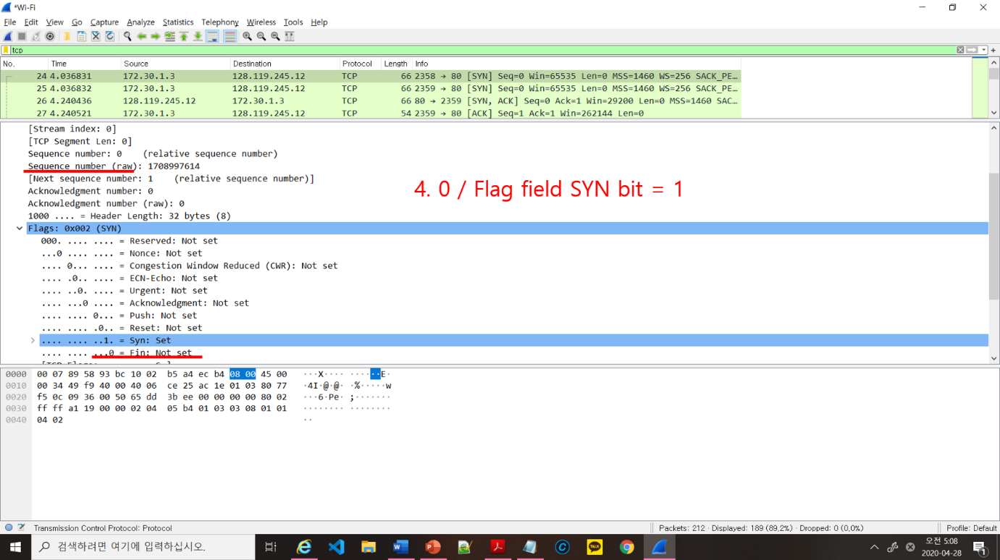 *Wi-Fi
File Edit View Go Capture Analyze Statistics Telephony Wireless Tools Help
tcp
No. Time Source Destination Protocol Length Info
24 4.036831 172.30.1.3 128.119.245.12 TCP 66 2358 → 80 [SYN] Seq=0 Win=65535 Len=0 MSS=1460 WS=256 SACK_PE…
25 4.036832 172.30.1.3 128.119.245.12 TCP 66 2359 → 80 [SYN] Seq=0 Win=65535 Len=0 MSS=1460 WS=256 SACK_PE…
26 4.240436 128.119.245.12 172.30.1.3 TCP 66 80 → 2359 [SYN, ACK] Seq=0 Ack=1 Win=29200 Len=0 MSS=1460 SAC…
27 4.240521 172.30.1.3 128.119.245.12 TCP 54 2359 → 80 [ACK] Seq=1 Ack=1 Win=262144 Len=0
[Stream index: 0]
[TCP Segment Len: 0]
Sequence number: 0 (relative sequence number)
Sequence number (raw): 1708997614
[Next sequence number: 1 (relative sequence number)]
4. 0 / Flag field SYN bit = 1
Acknowledgment number: 0
Acknowledgment number (raw): 0
1000 .... = Header Length: 32 bytes (8)
Flags: 0x002 (SYN)
000. .... .... = Reserved: Not set
...0 .... .... = Nonce: Not set
.... 0... .... = Congestion Window Reduced (CWR): Not set
.... .0.. .... = ECN-Echo: Not set
.... ..0. .... = Urgent: Not set
.... ...0 .... = Acknowledgment: Not set
.... .... 0... = Push: Not set
.... .... .0.. = Reset: Not set
.... .... ..1. = Syn: Set
.... .... ...0 = Fin: Not set
0000 00 07 89 58 93 bc 10 02 b5 a4 ec b4 08 00 45 00 ···X···· ······E·
0010 00 34 49 f9 40 00 40 06 ce 25 ac 1e 01 03 80 77 ·4I·@·@· ·%·····w
0020 f5 0c 09 36 00 50 65 dd 3b ee 00 00 00 00 80 02 ···6·Pe· ;·······
0030 ff ff a1 19 00 00 02 04 05 b4 01 03 03 08 01 01 ········ ········
0040 04 02 ··
Transmission Control Protocol: Protocol
Packets: 212 · Displayed: 189 (89,2%) · Dropped: 0 (0,0%)
Profile: Default
검색하려면 여기에 입력하십시오.
TALK
오전 5:08
2020-04-28
1